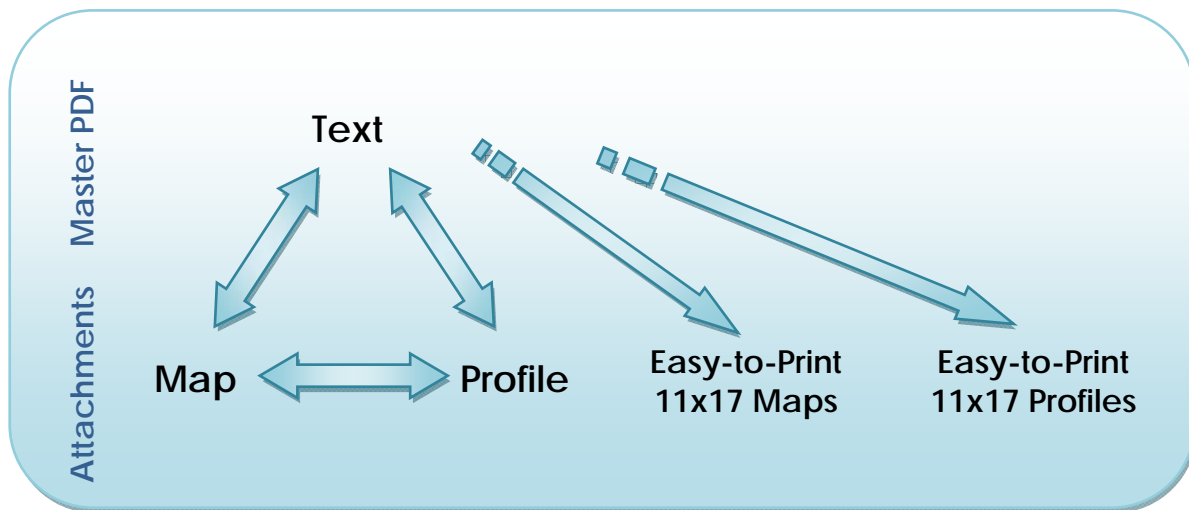 Master PDF
Text
Attachments
Map
Profile
Easy-to-Print
11x17 Maps
Easy-to-Print
11x17 Profiles